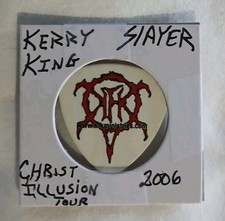 KERRY KING
SLAYER
CHRIST ILLUSION TOUR
2006